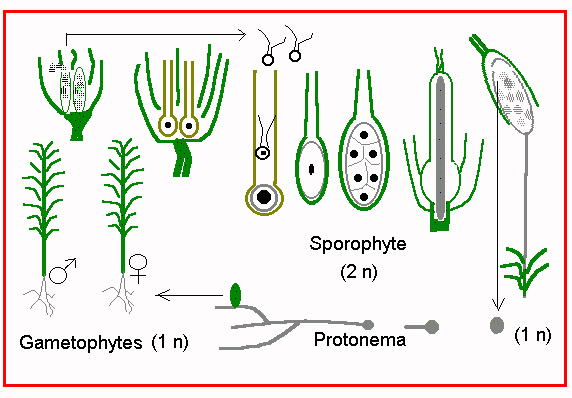 ♂
♀
Sporophyte
(2 n)
Gametophytes (1 n)
Protonema
(1 n)